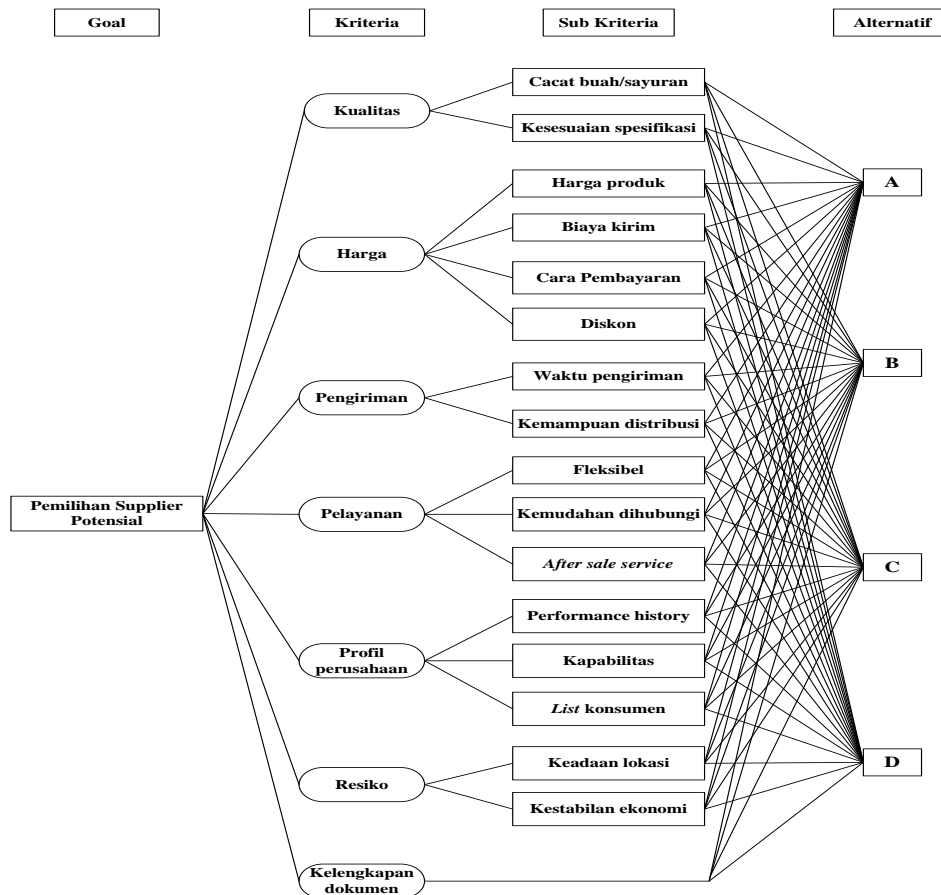 Goal
Kriteria
Sub Kriteria
Alternatif
Pemilihan Supplier
Potensial
Kualitas
Harga
Pengiriman
Pelayanan
Profil
perusahaan
Resiko
Kelengkapan
dokumen
Cacat buah/sayuran
Kesesuaian spesifikasi
Harga produk
Biaya kirim
Cara Pembayaran
Diskon
Waktu pengiriman
Kemampuan distribusi
Fleksibel
Kemudahan dihubungi
After sale service
Performance history
Kapabilitas
List konsumen
Keadaan lokasi
Kestabilan ekonomi
A
B
C
D